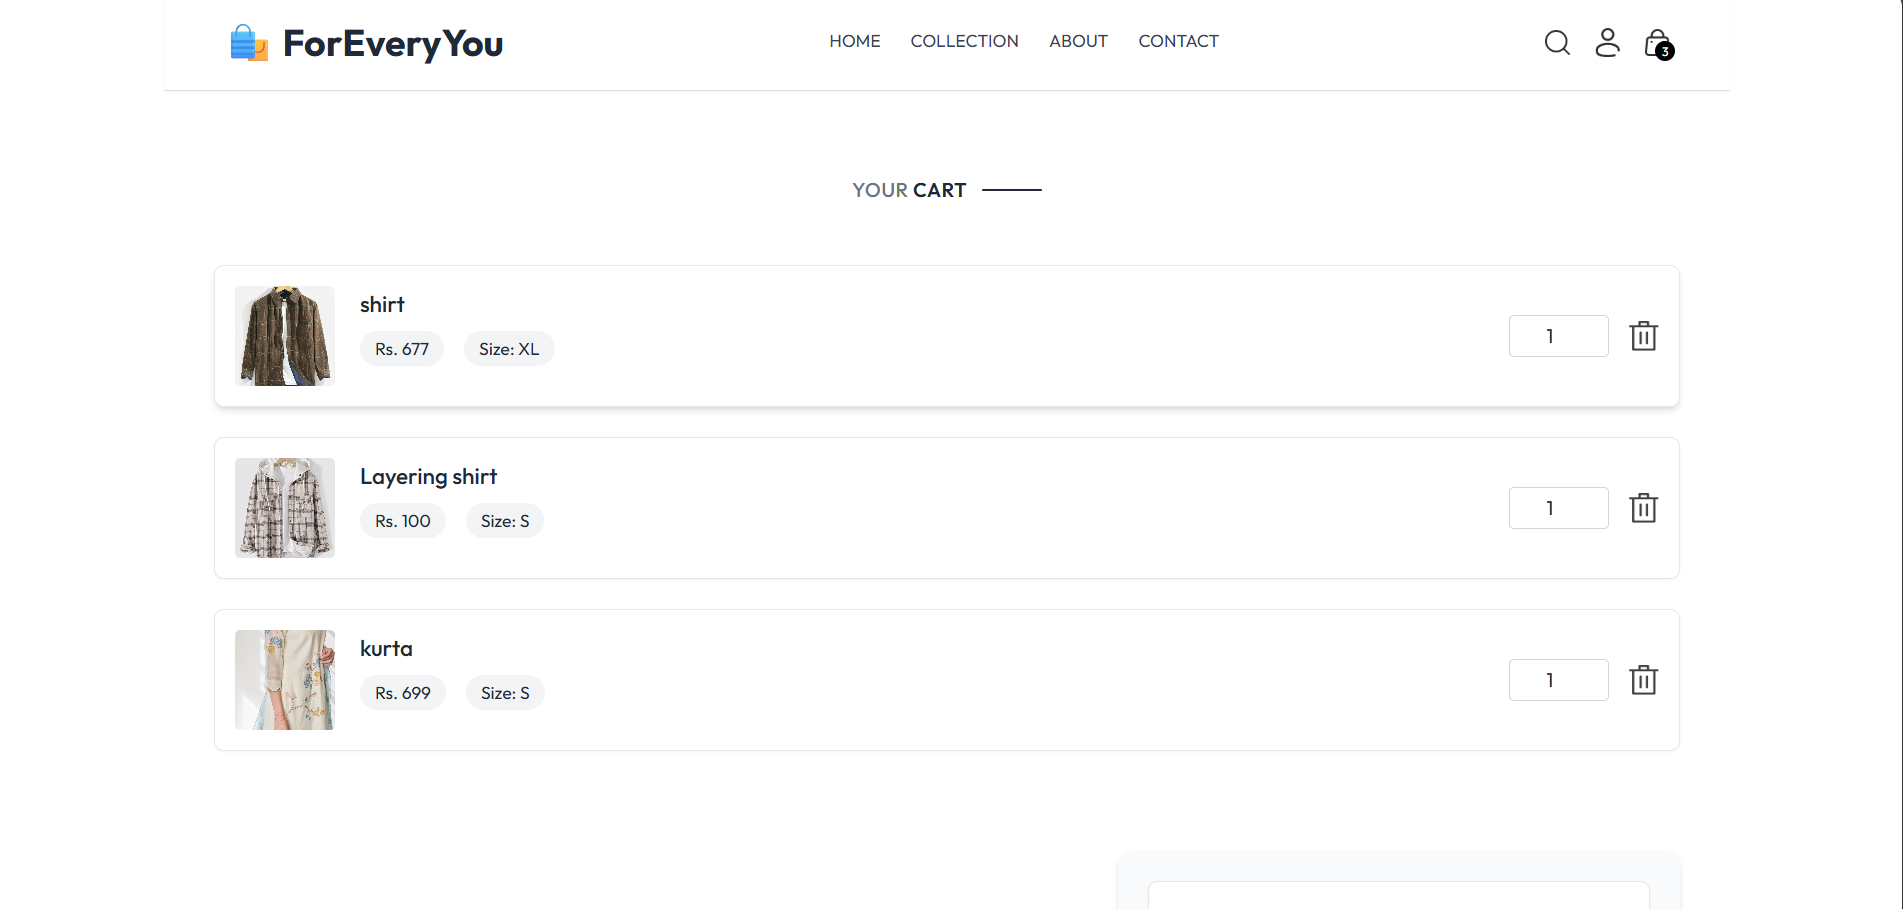 ForEveryYou
HOME COLLECTION ABOUT CONTACT
3
YOUR CART
shirt
Rs. 677 Size: XL
1
Layering shirt
Rs. 100 Size: S
1
kurta
Rs. 699 Size: S
1